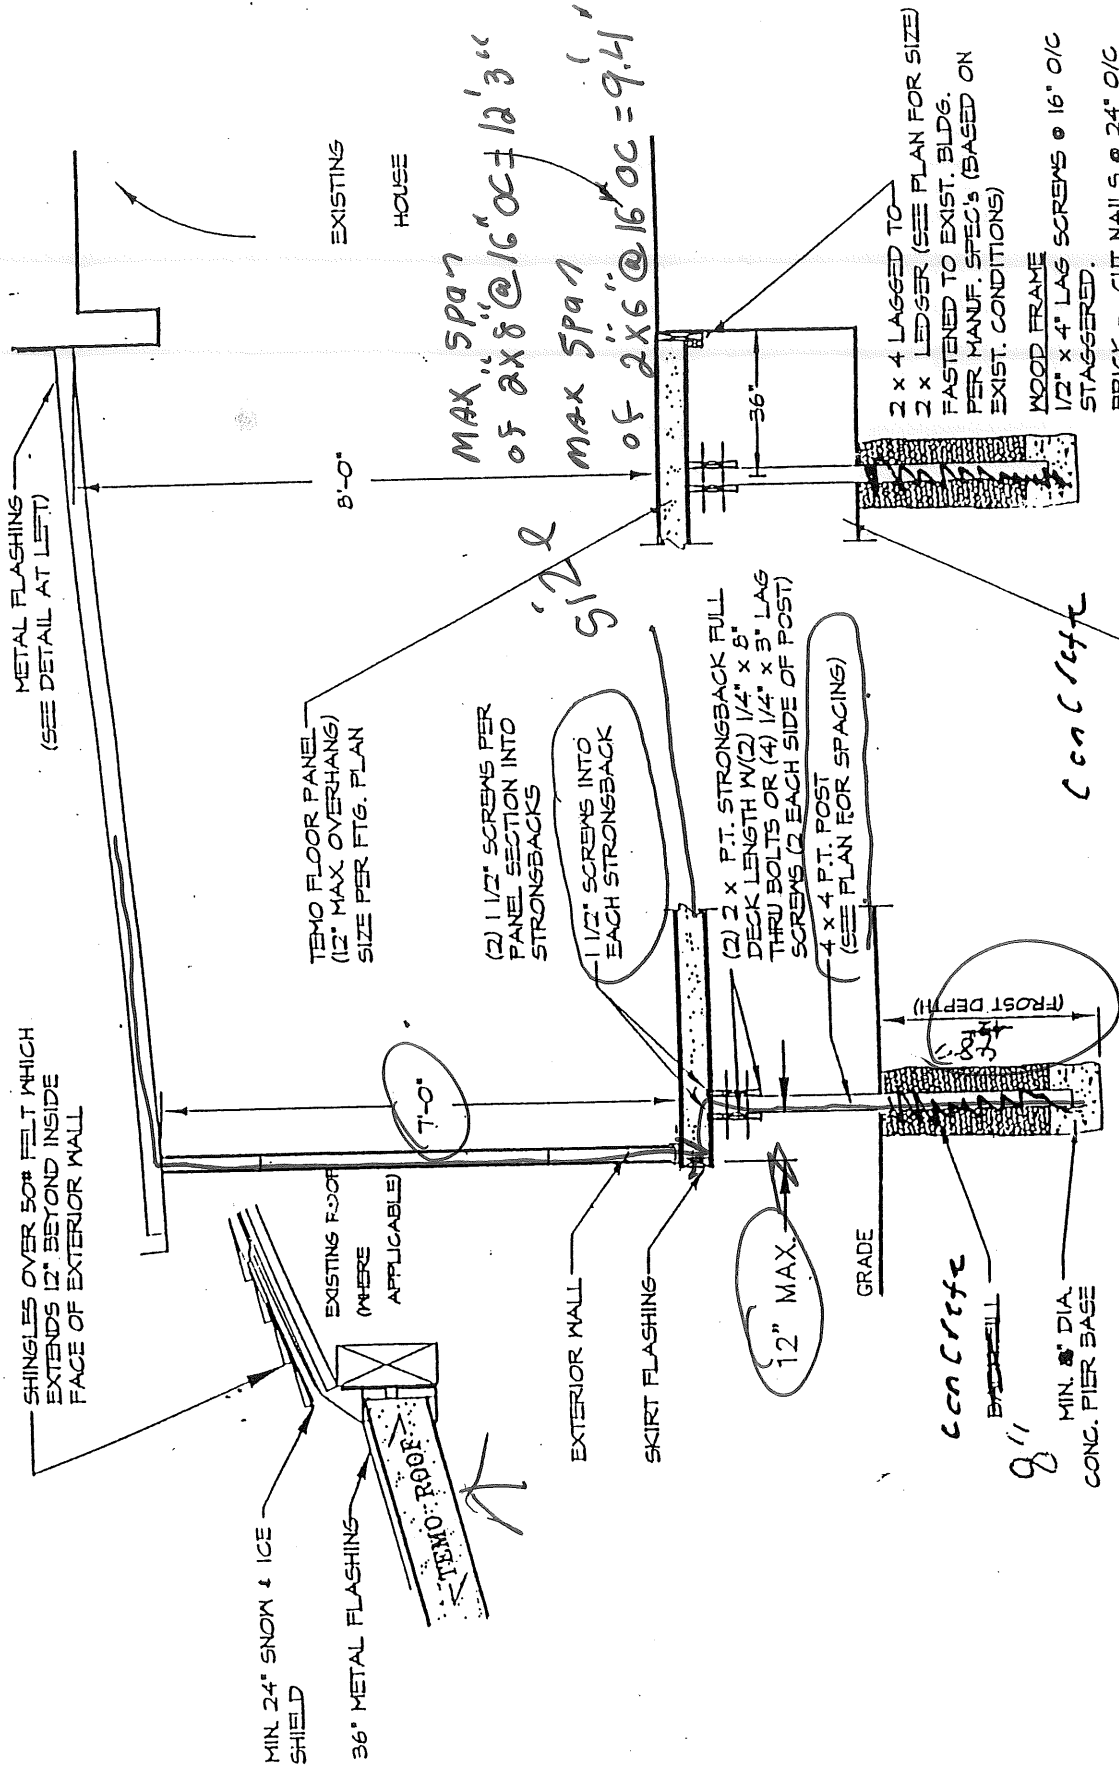 SHINGLES OVER 50# FELT WHICH
EXTENDS 12" BEYOND INSIDE
FACE OF EXTERIOR WALL
MIN. 24" SNOW & ICE
SHIELD
36" METAL FLASHING
<TEMO ROOF>
EXISTING ROOF
(WHERE
APPLICABLE)
METAL FLASHING
(SEE DETAIL AT LEFT)
8'-0"
7'-0"
EXISTING
HOUSE
MAX Span
of 2x8" @ 16" OC = 12'3"
MAX Span
of 2x6" @ 16" OC = 9'.4"
TEMO FLOOR PANEL
(12" MAX. OVERHANG)
SIZE PER FTG. PLAN
Size
(2) 1 1/2" SCREWS PER
PANEL SECTION INTO
STRONGBACKS
1 1/2" SCREWS INTO
EACH STRONGBACK
(2) 2 x P.T. STRONGBACK FULL
DECK LENGTH W/(2) 1/4" x 8"
THRU BOLTS OR (4) 1/4" x 3" LAG
SCREWS (2 EACH SIDE OF POST)
4 x 4 P.T. POST
(SEE PLAN FOR SPACING)
EXTERIOR WALL
SKIRT FLASHING
12" MAX.
GRADE
(FROST DEPTH)
Concrete
BACKFILL
8"
MIN. 8" DIA.
CONC. PIER BASE
Concrete
36"
2 x 4 LAGGED TO
2 x LEDGER (SEE PLAN FOR SIZE)
FASTENED TO EXIST. BLDG.
PER MANUF. SPEC's (BASED ON
EXIST. CONDITIONS)
WOOD FRAME
1/2" x 4" LAG SCREWS @ 16" O/C
STAGGERED.
BRICK - CUT NAILS @ 24" O/C